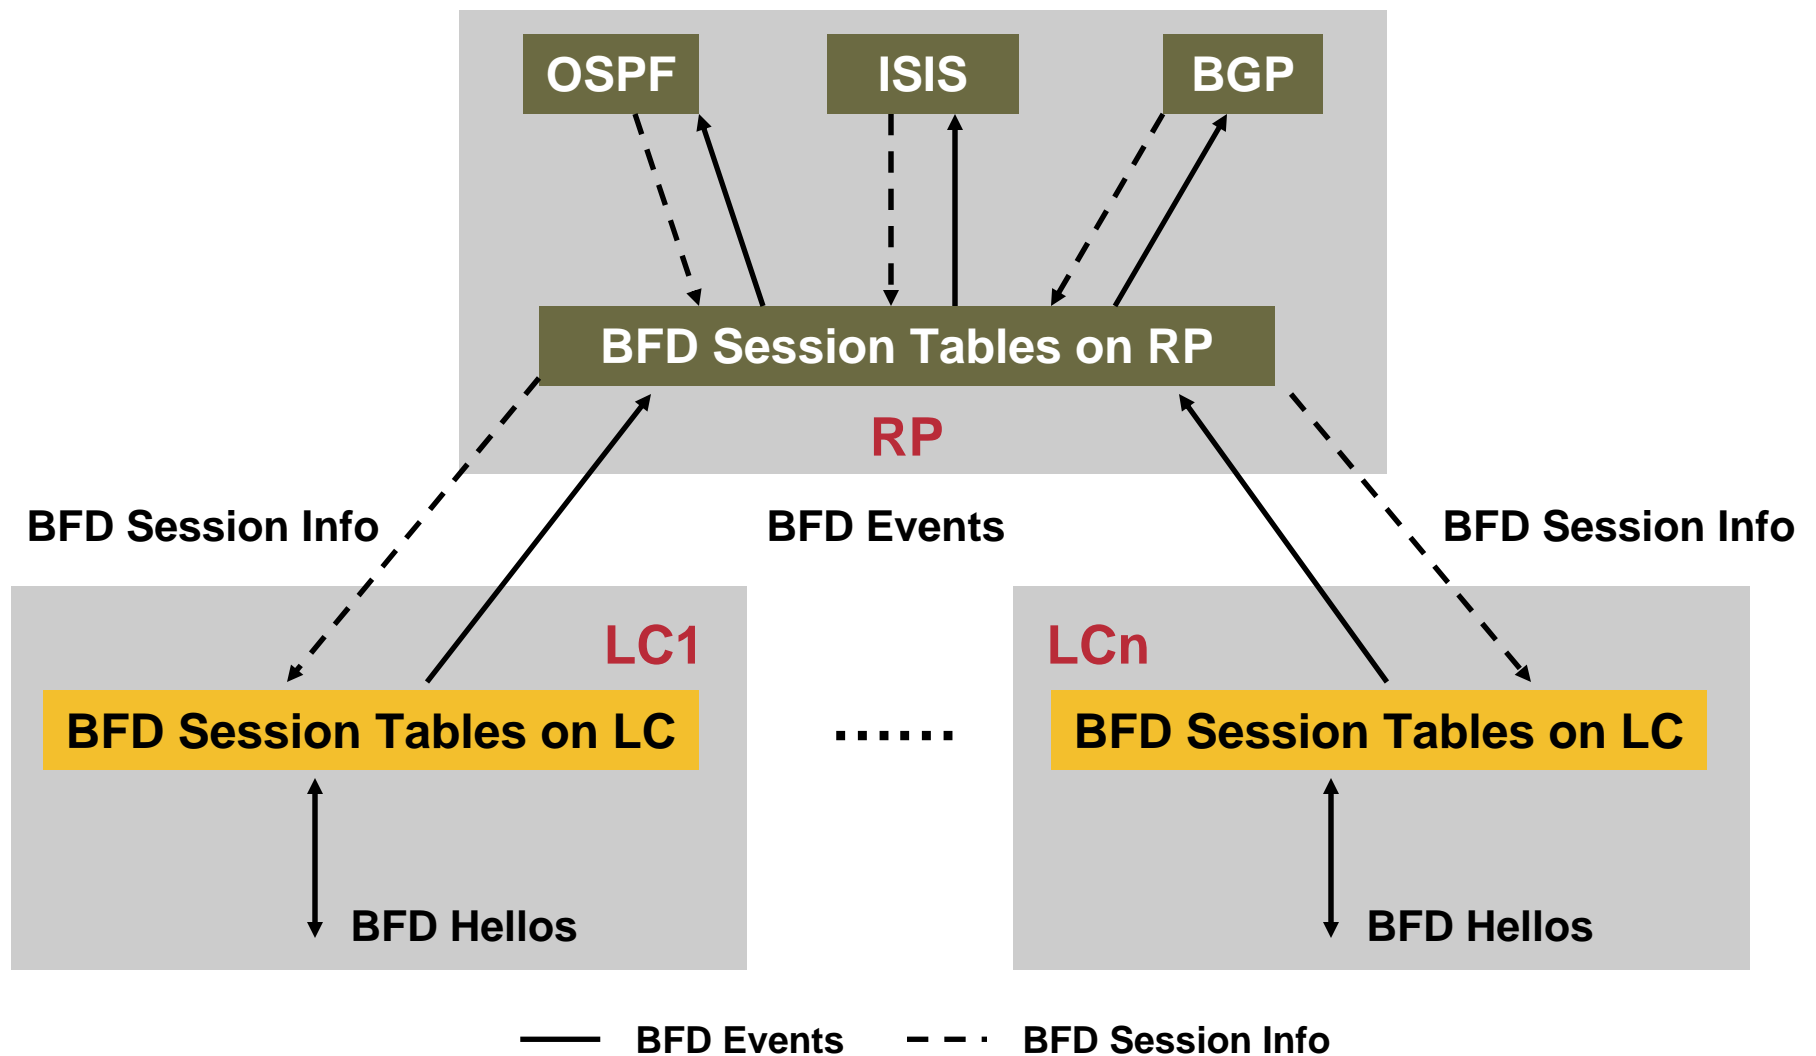 OSPF
ISIS
BGP
BFD Session Tables on RP
RP
BFD Session Info
BFD Events
BFD Session Info
LC1
LCn
BFD Session Tables on LC
......
BFD Session Tables on LC
BFD Hellos
BFD Hellos
BFD Events
BFD Session Info